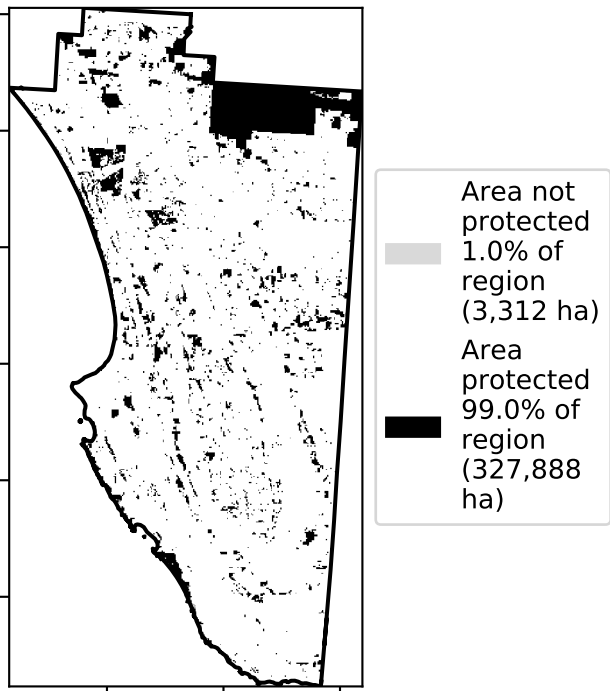 Area not
protected
1.0% of
region
(3,312 ha)
Area
protected
99.0% of
region
(327,888
ha)